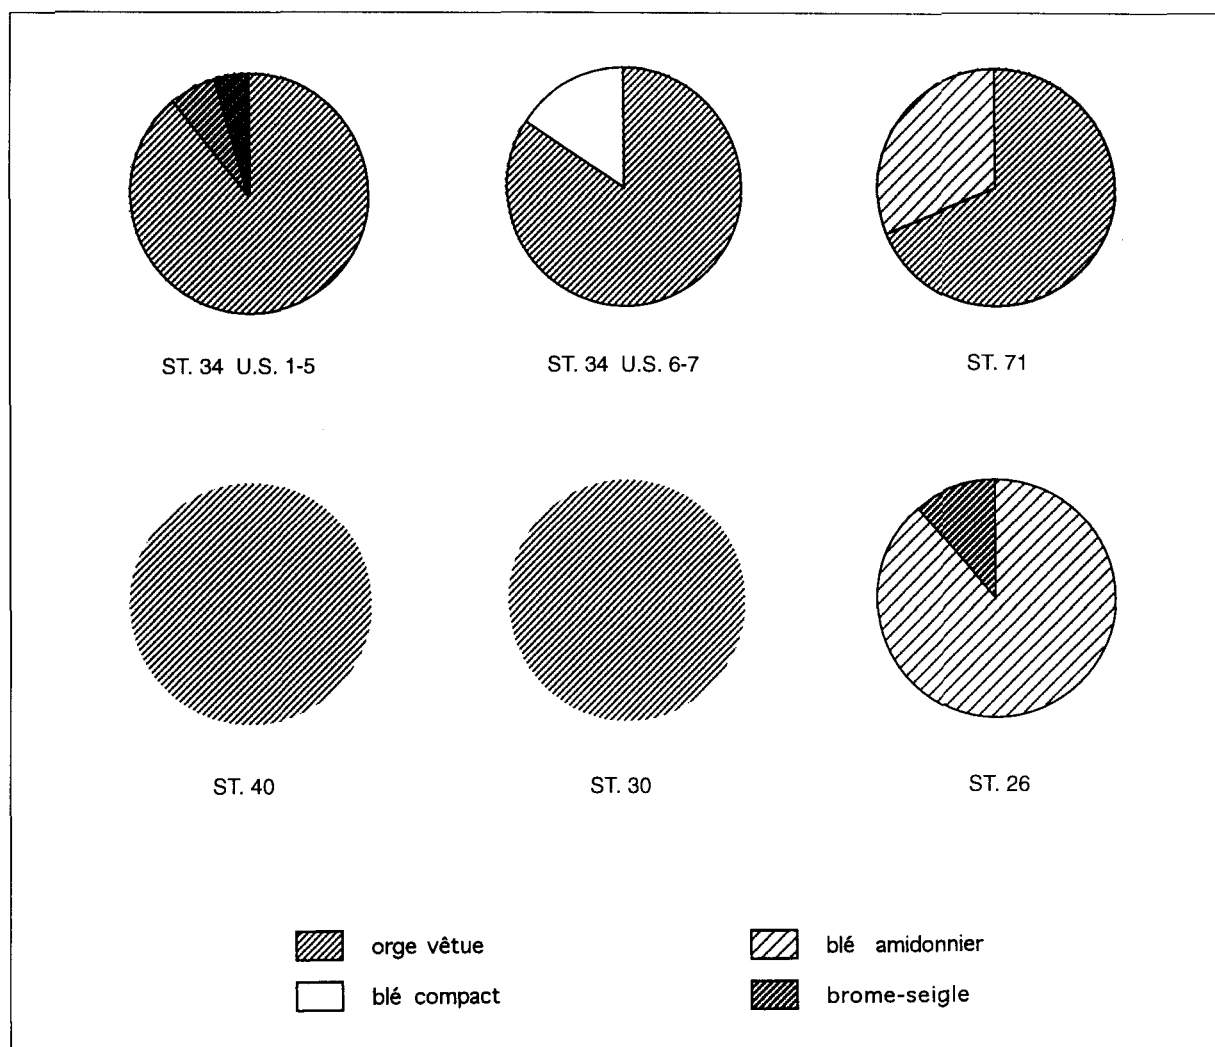 ST. 34 U.S. 1-5
ST. 34 U.S. 6-7
ST. 71
ST. 40
ST. 30
ST. 26
orge vêtue
blé amidonnier
blé compact
brome-seigle